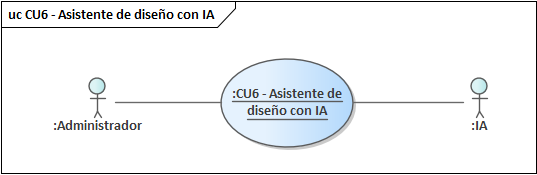 uc CU6 - Asistente de diseño con IA
:CU6 - Asistente de
diseño con IA
:Administrador
:IA